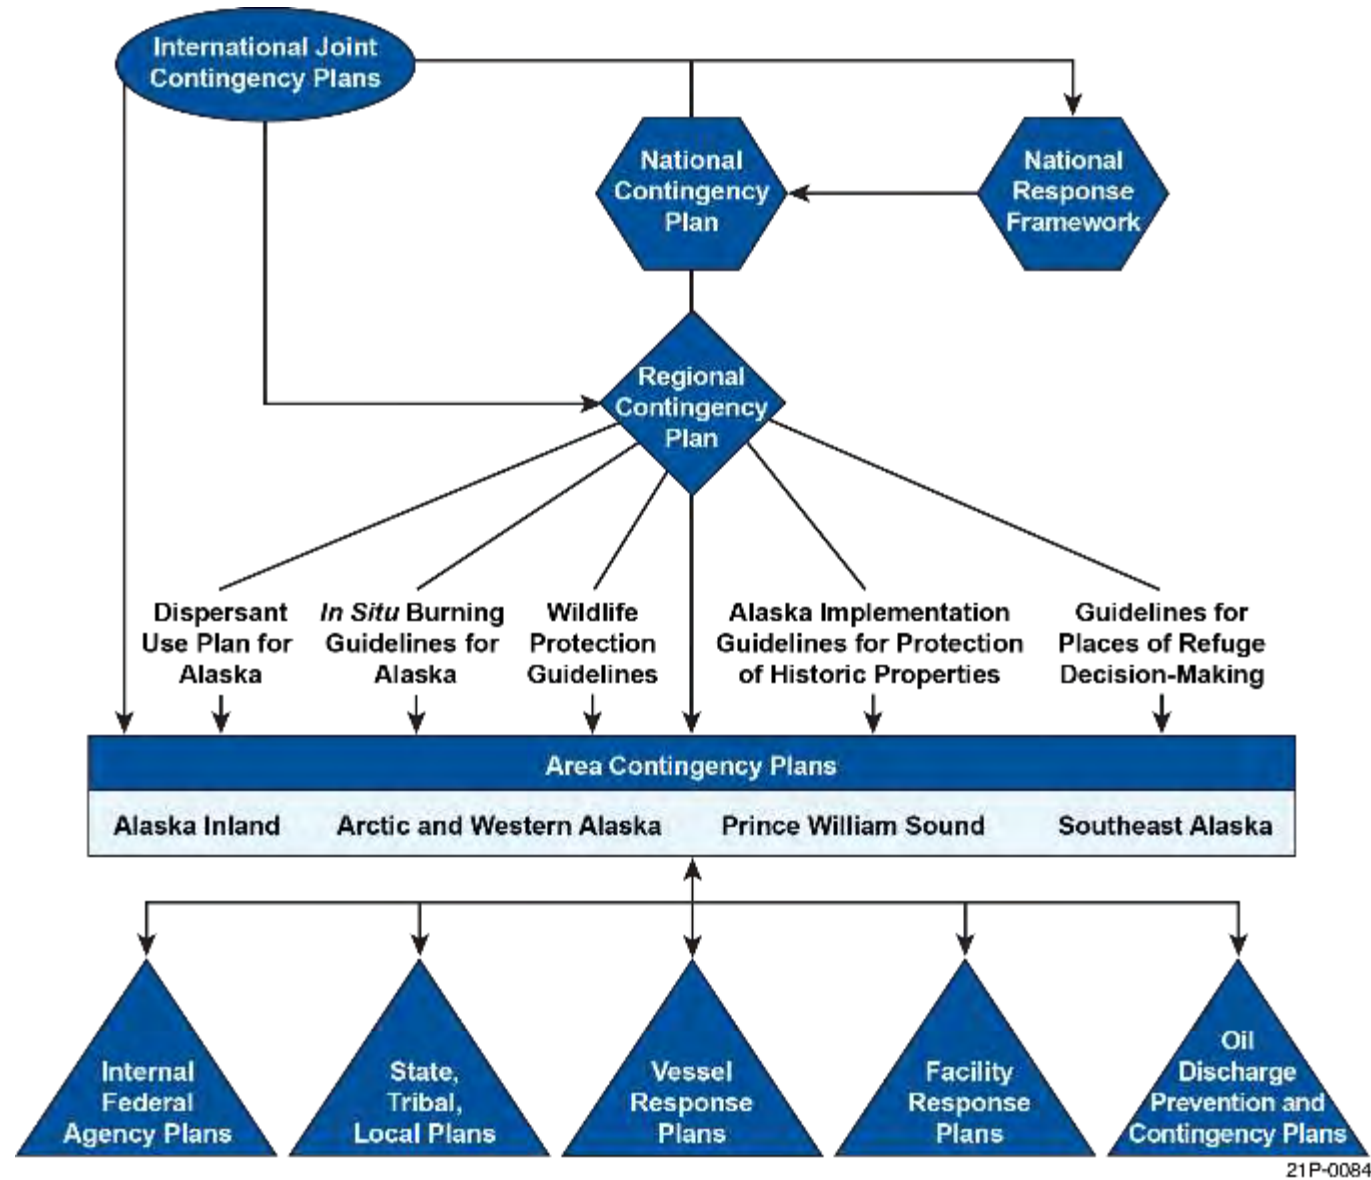 International Joint
Contingency Plans
National
Contingency
Plan
National
Response
Framework
Regional
Contingency
Plan
Dispersant
Use Plan for
Alaska
In Situ Burning
Guidelines for
Alaska
Wildlife
Protection
Guidelines
Alaska Implementation
Guidelines for Protection
of Historic Properties
Guidelines for
Places of Refuge
Decision-Making
Area Contingency Plans
Alaska Inland
Arctic and Western Alaska
Prince William Sound
Southeast Alaska
Internal
Federal
Agency Plans
State,
Tribal,
Local Plans
Vessel
Response
Plans
Facility
Response
Plans
Oil
Discharge
Prevention and
Contingency Plans
21P-0084